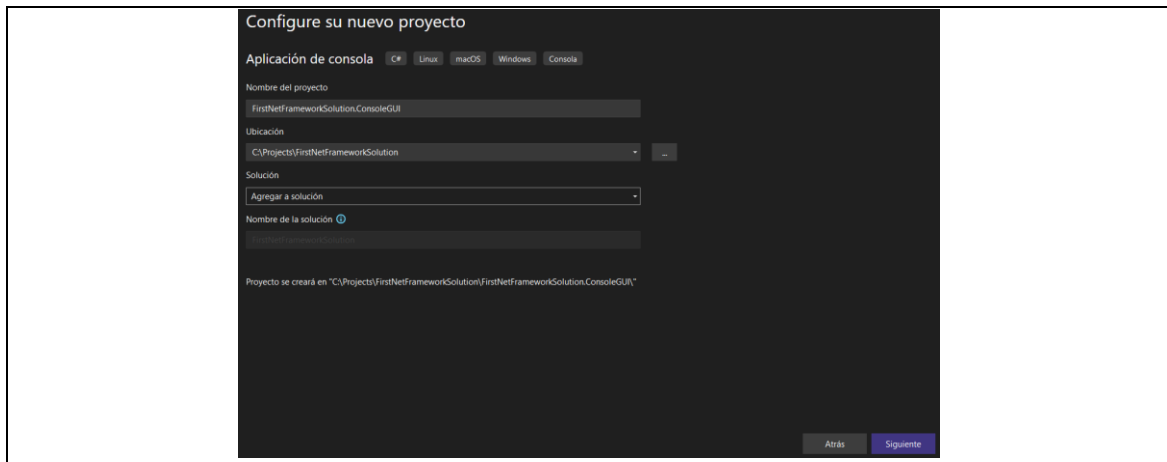 Configure su nuevo proyecto
Aplicación de consola C# Linux macOS Windows Consola
Nombre del proyecto
FirstNetFrameworkSolution.ConsoleGUI
Ubicación
C:\Projects\FirstNetFrameworkSolution
...
Solución
Agregar a solución
Nombre de la solución
FirstNetFrameworkSolution
Proyecto se creará en "C:\Projects\FirstNetFrameworkSolution\FirstNetFrameworkSolution.ConsoleGUI\"
Atrás Siguiente